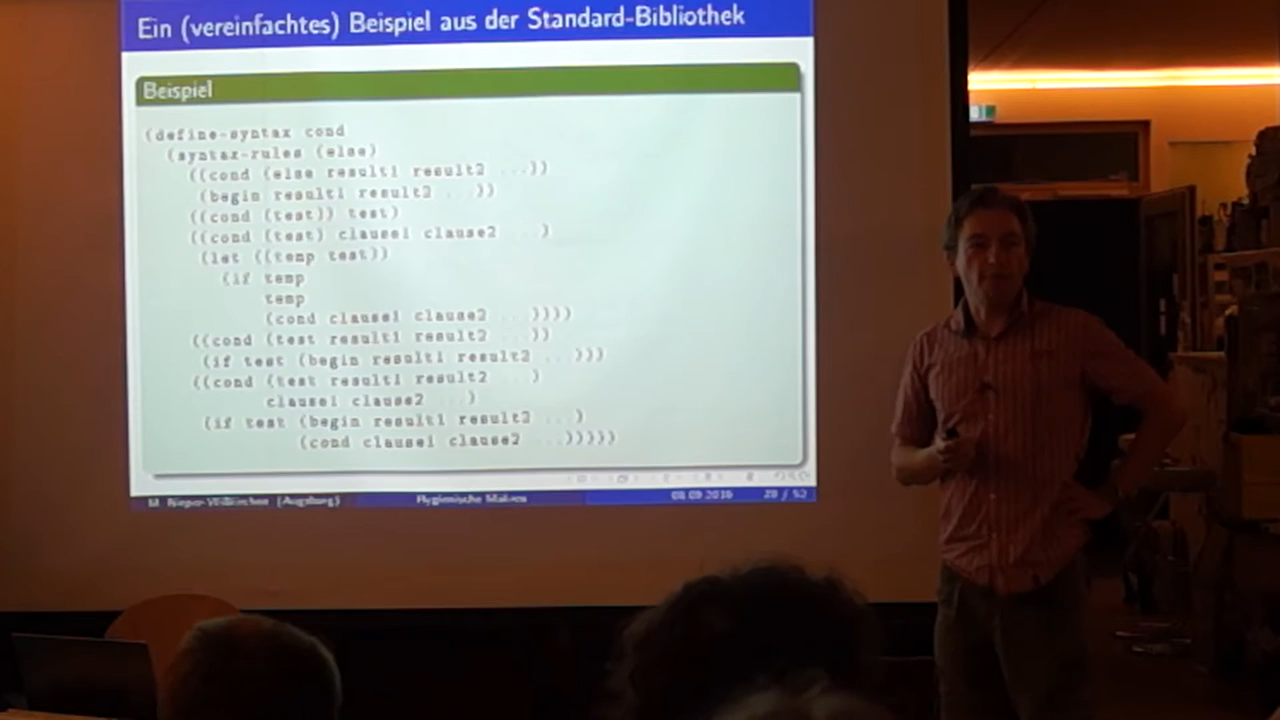 Ein (vereinfachtes) Beispiel aus der Standard-Bibliothek
Beispiel
(define-syntax cond
(syntax-rules (else)
((cond (else result1 result2 ...))
(begin result1 result2 ...))
((cond (test)) test)
((cond (test) clause1 clause2 ...)
(let ((temp test))
(if temp
temp
(cond clause1 clause2 ...))))
((cond (test result1 result2 ...))
(if test (begin result1 result2 ...)))
((cond (test result1 result2 ...)
clause1 clause2 ...)
(if test (begin result1 result2 ...)
(cond clause1 clause2 ...)))))
M. (Augsburg) Hygienische Makros 2016 / 52